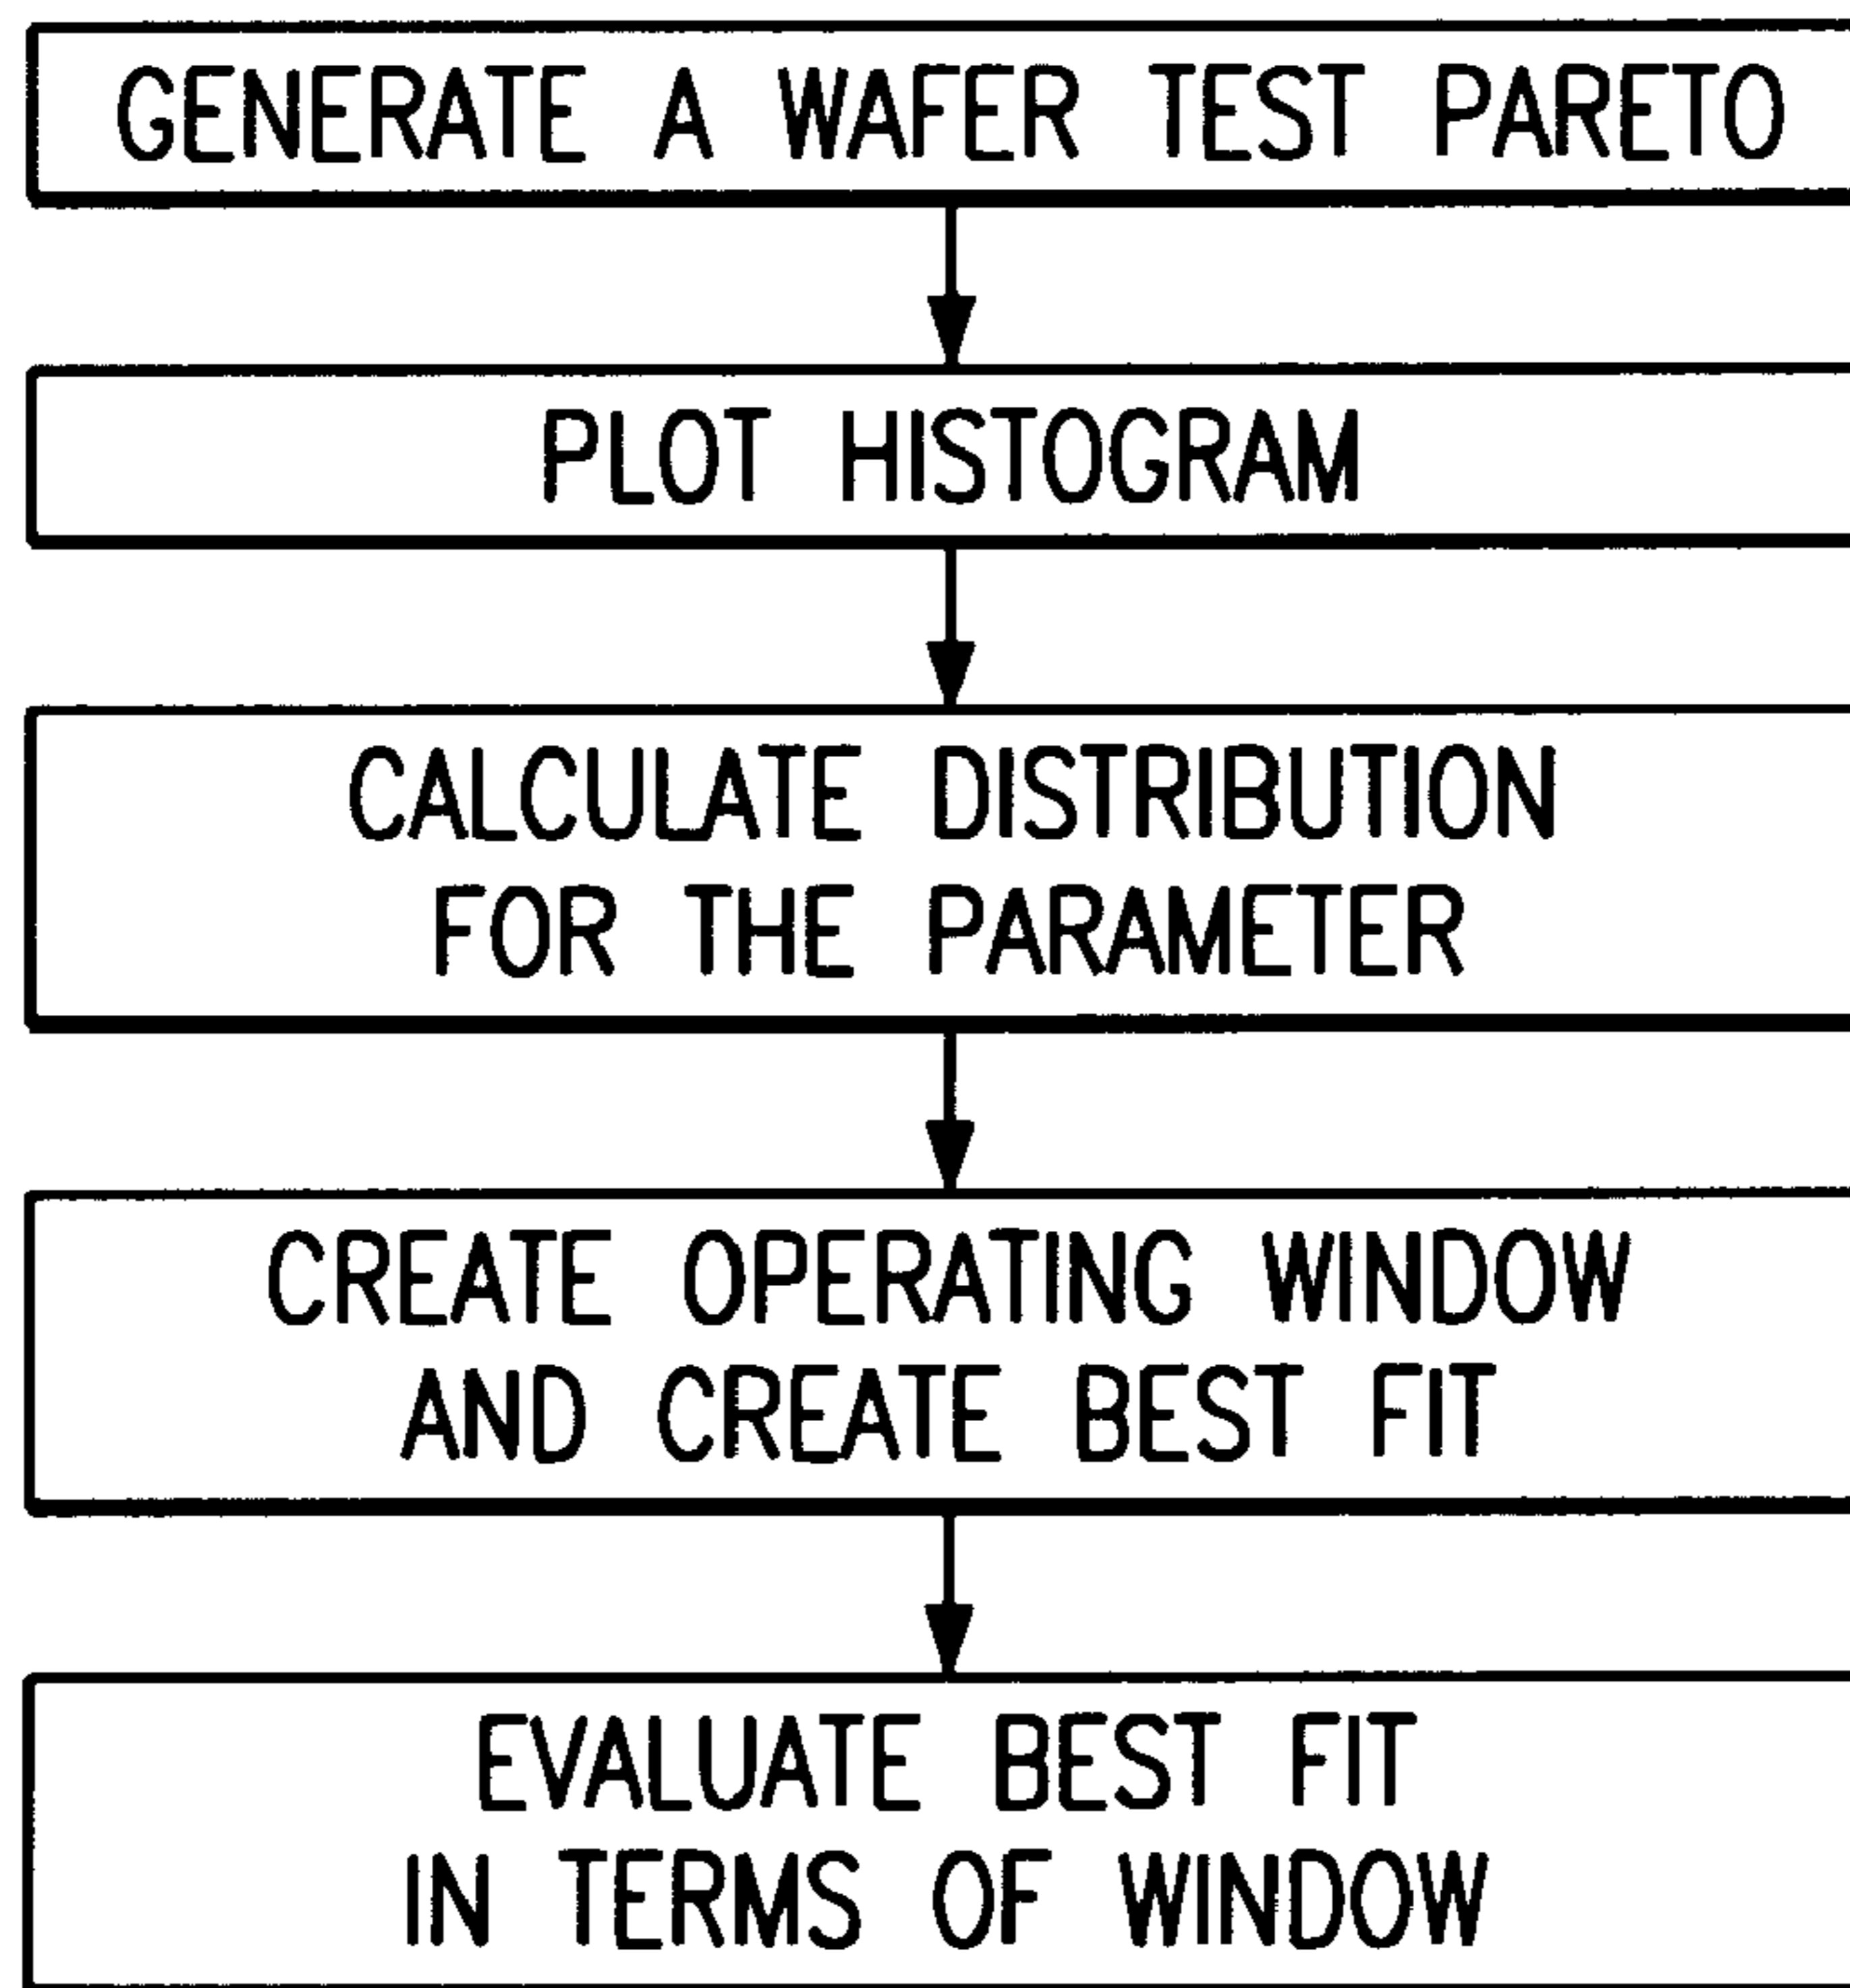 GENERATE A WAFER TEST PARETO
PLOT HISTOGRAM
CALCULATE DISTRIBUTION
FOR THE PARAMETER
CREATE OPERATING WINDOW
AND CREATE BEST FIT
EVALUATE BEST FIT
IN TERMS OF WINDOW